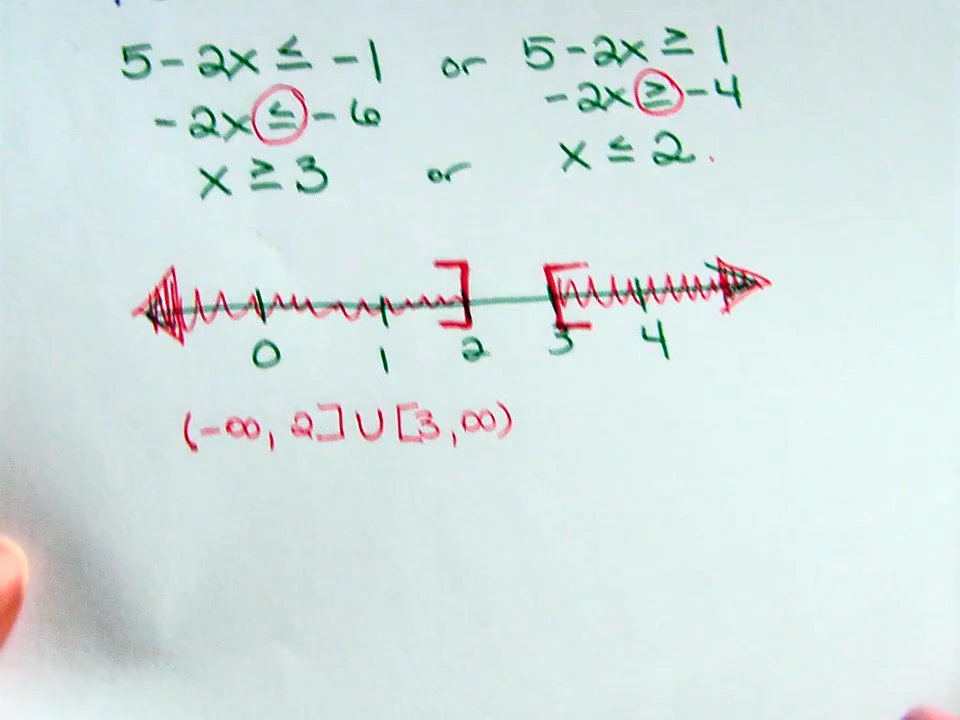 5 - 2x ≤ -1 or 5 - 2x ≥ 1
-2x ≤ -6 -2x ≥ -4
x ≥ 3 or x ≤ 2.
0 1 2 3 4
(-∞, 2] ∪ [3, ∞)